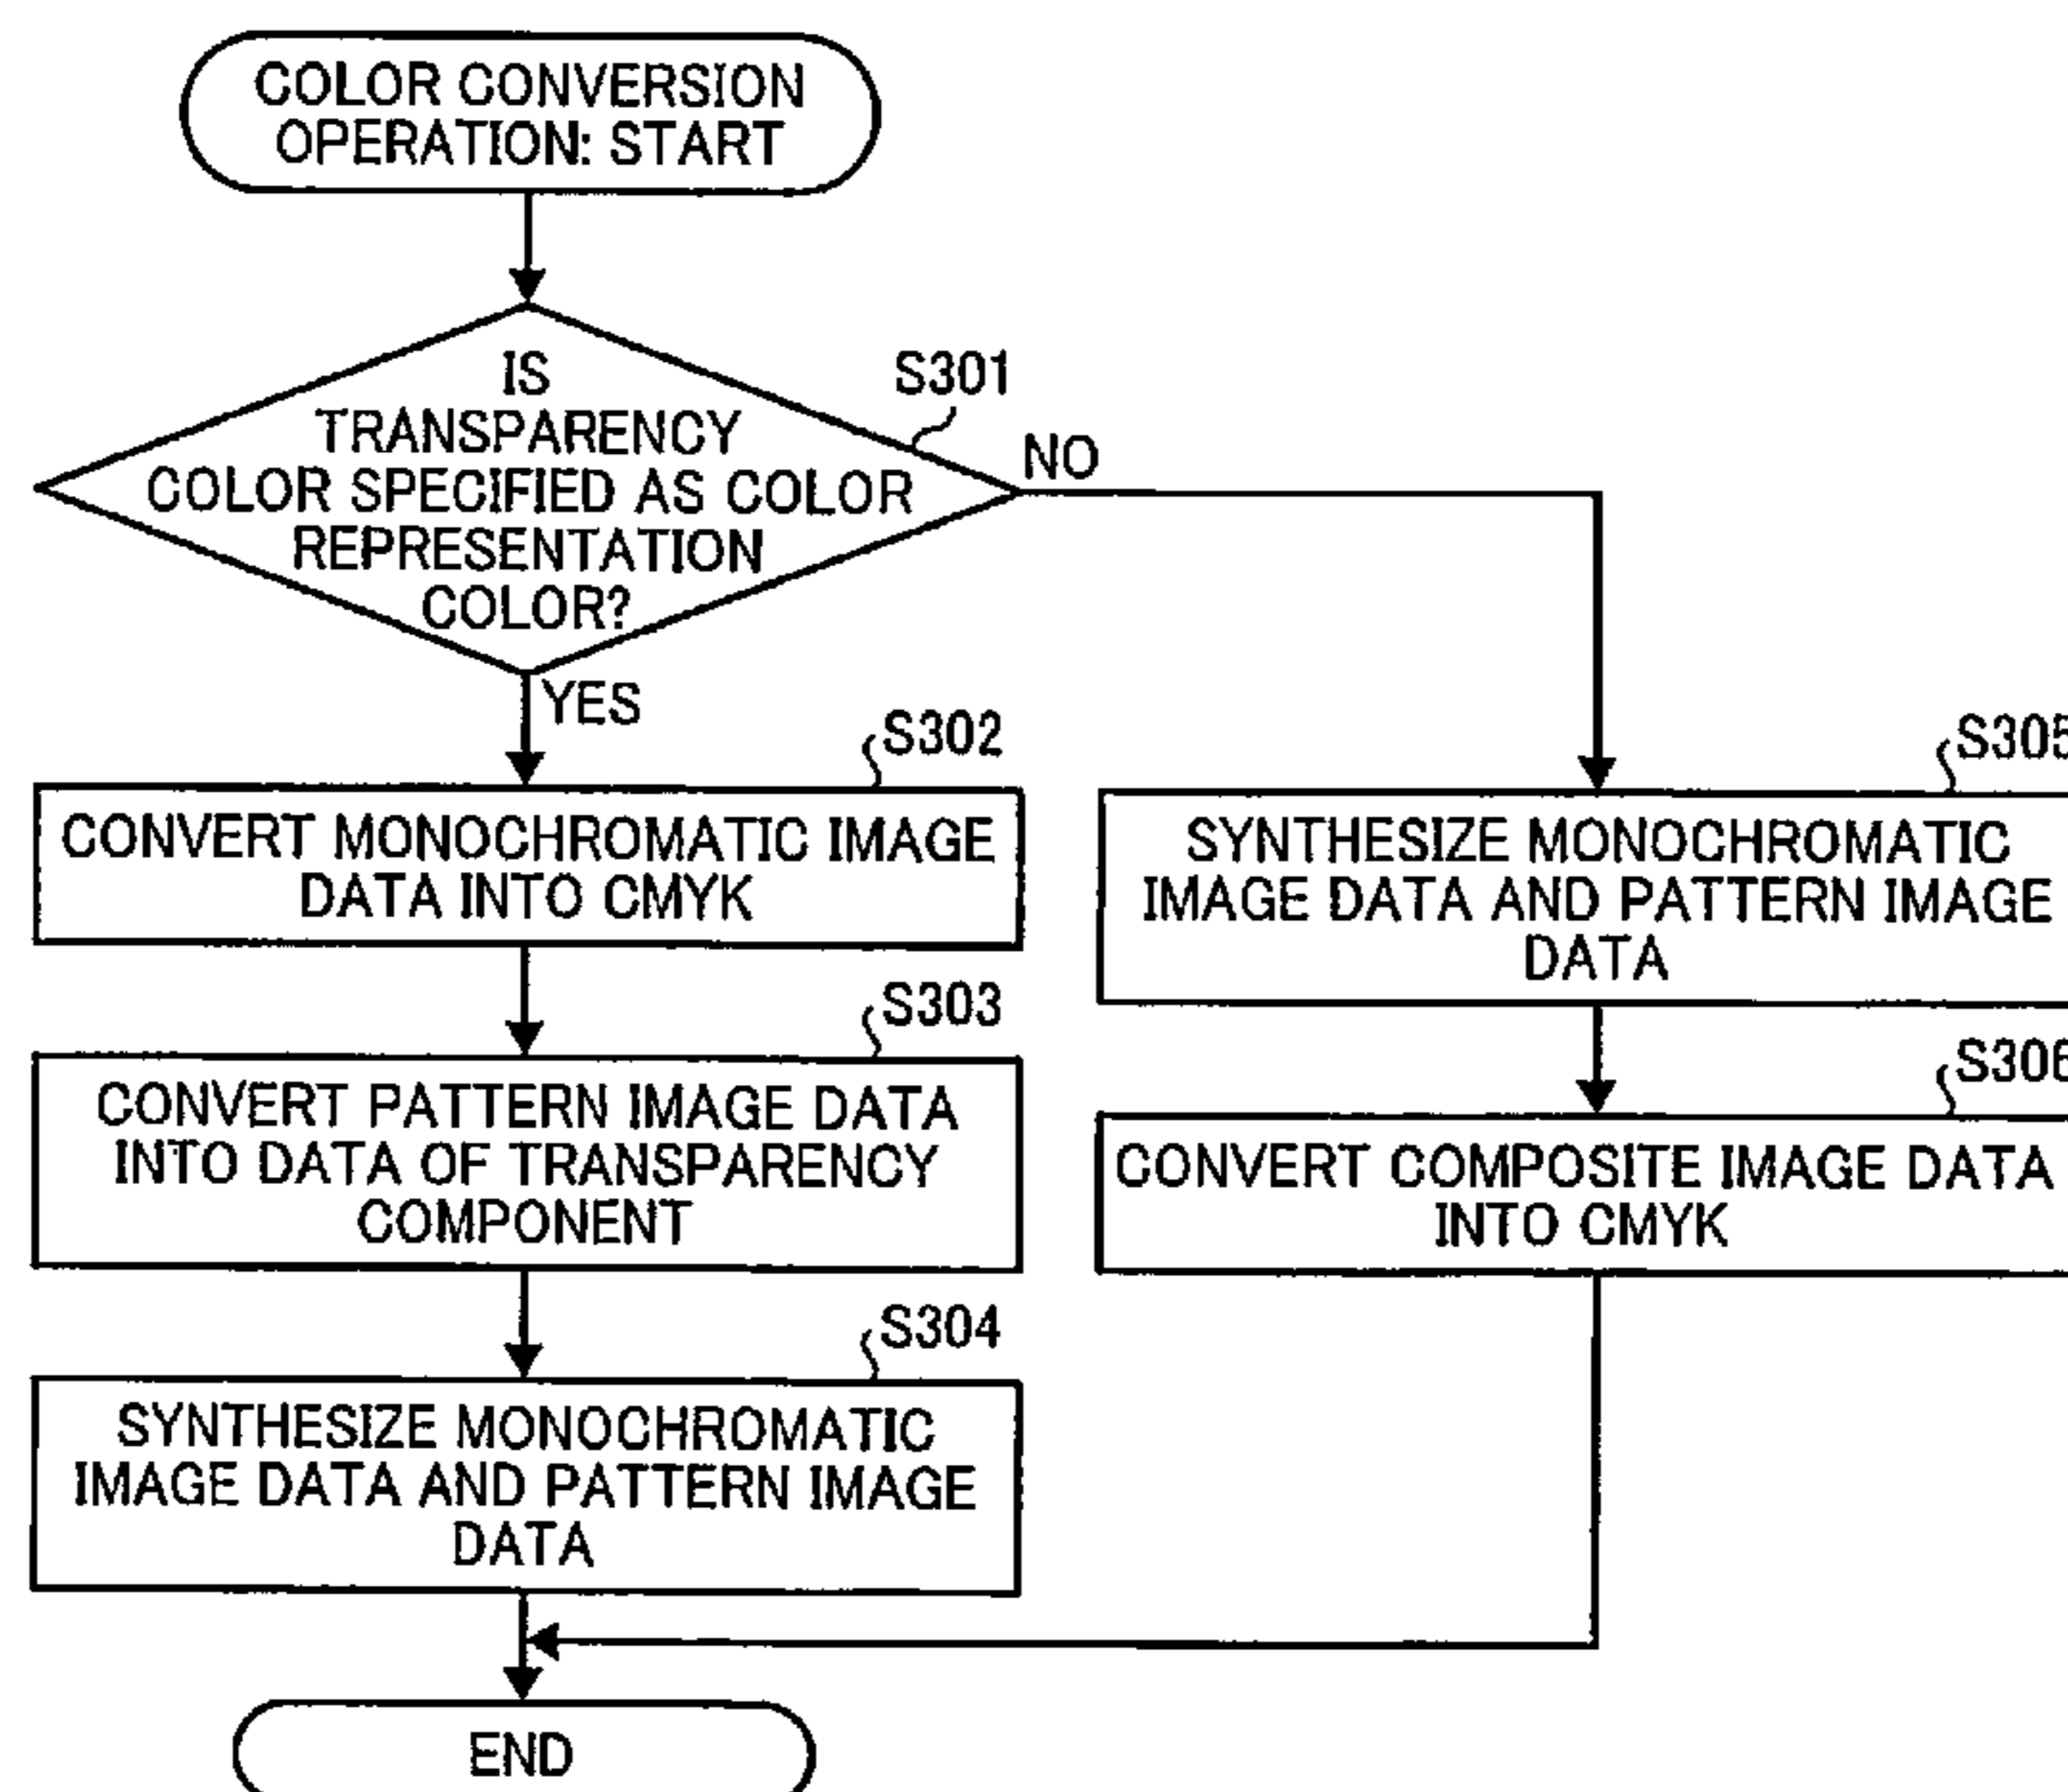 COLOR CONVERSION
OPERATION: START
IS
TRANSPARENCY
COLOR SPECIFIED AS COLOR
REPRESENTATION
COLOR?
S301
NO
YES
S302
CONVERT MONOCHROMATIC IMAGE
DATA INTO CMYK
S303
CONVERT PATTERN IMAGE DATA
INTO DATA OF TRANSPARENCY
COMPONENT
S304
SYNTHESIZE MONOCHROMATIC
IMAGE DATA AND PATTERN IMAGE
DATA
S305
SYNTHESIZE MONOCHROMATIC
IMAGE DATA AND PATTERN IMAGE
DATA
S306
CONVERT COMPOSITE IMAGE DATA
INTO CMYK
END